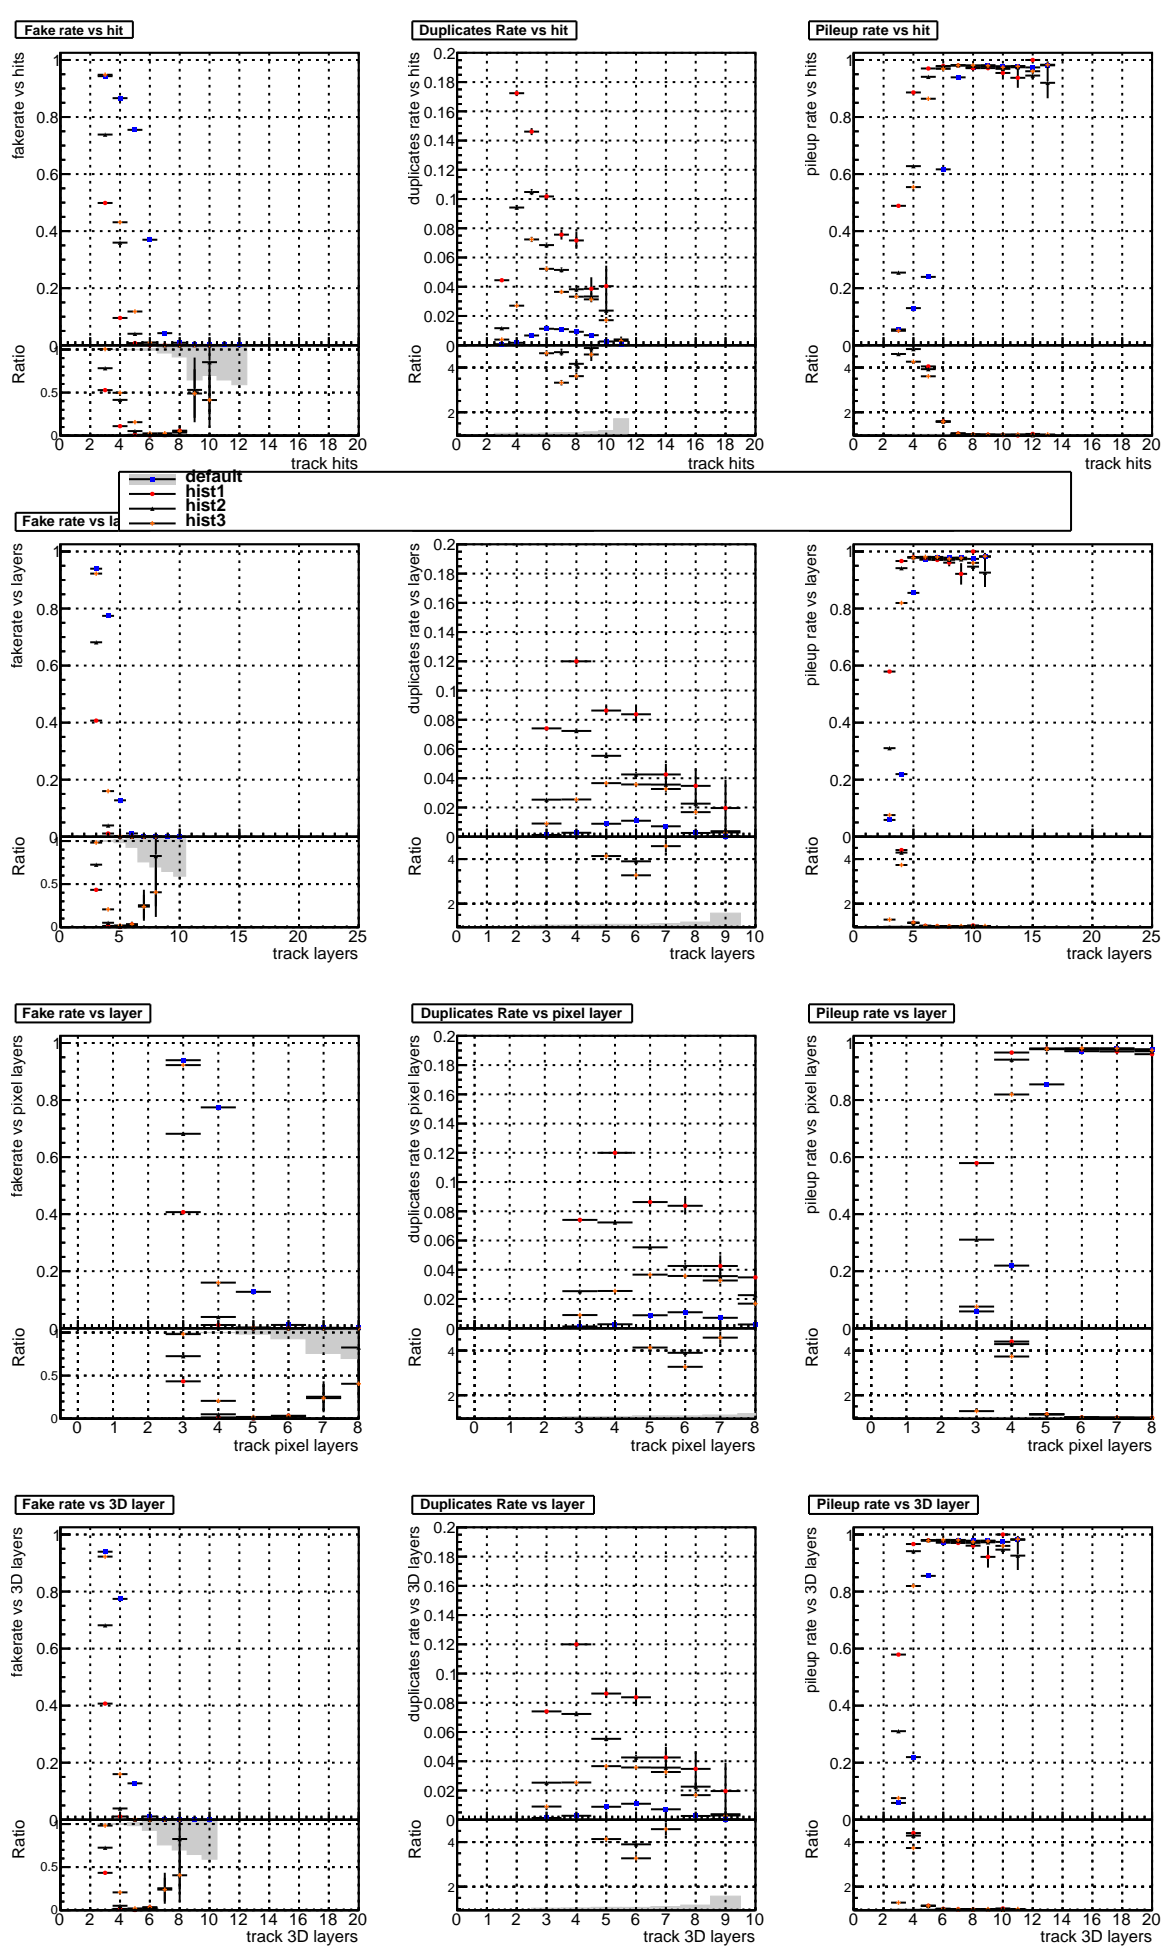 Fake rate vs hit
Duplicates Rate vs hit
Pileup rate vs hit
fakerate vs hits
1
0.8
0.6
0.4
0.2
0
Ratio
1
0.5
0
0 2 4 6 8 10 12 14 16 18 20
track hits
duplicates rate vs hits
0.2
0.18
0.16
0.14
0.12
0.1
0.08
0.06
0.04
0.02
0
Ratio
4
2
0 2 4 6 8 10 12 14 16 18 20
track hits
pileup rate vs hits
1
0.8
0.6
0.4
0.2
0
Ratio
4
2
0 2 4 6 8 10 12 14 16 18 20
track hits
default
hist1
hist2
hist3
Fake rate vs la
fakerate vs layers
1
0.8
0.6
0.4
0.2
0
Ratio
1
0.5
0
0 5 10 15 20 25
track layers
duplicates rate vs layers
0.2
0.18
0.16
0.14
0.12
0.1
0.08
0.06
0.04
0.02
0
Ratio
4
2
0 1 2 3 4 5 6 7 8 9 10
track layers
pileup rate vs layers
1
0.8
0.6
0.4
0.2
0
Ratio
4
2
0 5 10 15 20 25
track layers
Fake rate vs layer
Duplicates Rate vs pixel layer
Pileup rate vs layer
fakerate vs pixel layers
1
0.8
0.6
0.4
0.2
0
Ratio
1
0.5
0
0 1 2 3 4 5 6 7 8
track pixel layers
duplicates rate vs pixel layers
0.2
0.18
0.16
0.14
0.12
0.1
0.08
0.06
0.04
0.02
0
Ratio
4
2
0 1 2 3 4 5 6 7 8
track pixel layers
pileup rate vs pixel layers
1
0.8
0.6
0.4
0.2
0
Ratio
4
2
0 1 2 3 4 5 6 7 8
track pixel layers
Fake rate vs 3D layer
Duplicates Rate vs layer
Pileup rate vs 3D layer
fakerate vs 3D layers
1
0.8
0.6
0.4
0.2
0
Ratio
1
0.5
0
0 2 4 6 8 10 12 14 16 18 20
track 3D layers
duplicates rate vs 3D layers
0.2
0.18
0.16
0.14
0.12
0.1
0.08
0.06
0.04
0.02
0
Ratio
4
2
0 1 2 3 4 5 6 7 8 9 10
track 3D layers
pileup rate vs 3D layers
1
0.8
0.6
0.4
0.2
0
Ratio
4
2
0 2 4 6 8 10 12 14 16 18 20
track 3D layers